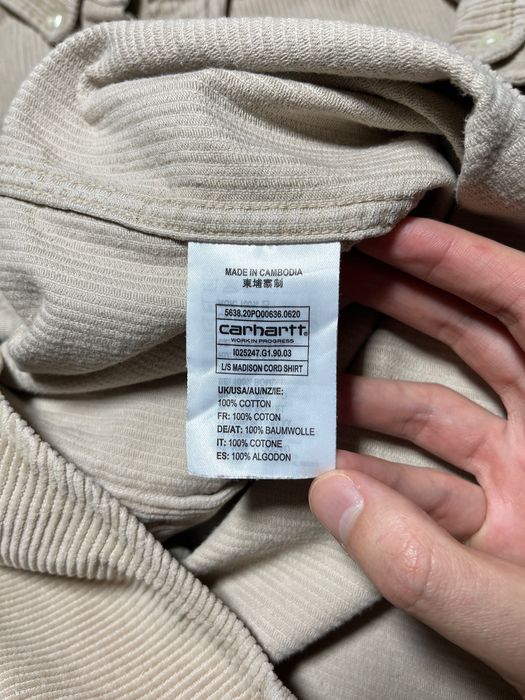 MADE IN CAMBODIA
柬埔寨制
5638.20PO00636.0620
carhartt
WORK IN PROGRESS
I025247.G1.90.03
L/S MADISON CORD SHIRT
UK/USA/AU/NZ/IE:
100% COTTON
FR: 100% COTON
DE/AT: 100% BAUMWOLLE
IT: 100% COTONE
ES: 100% ALGODON